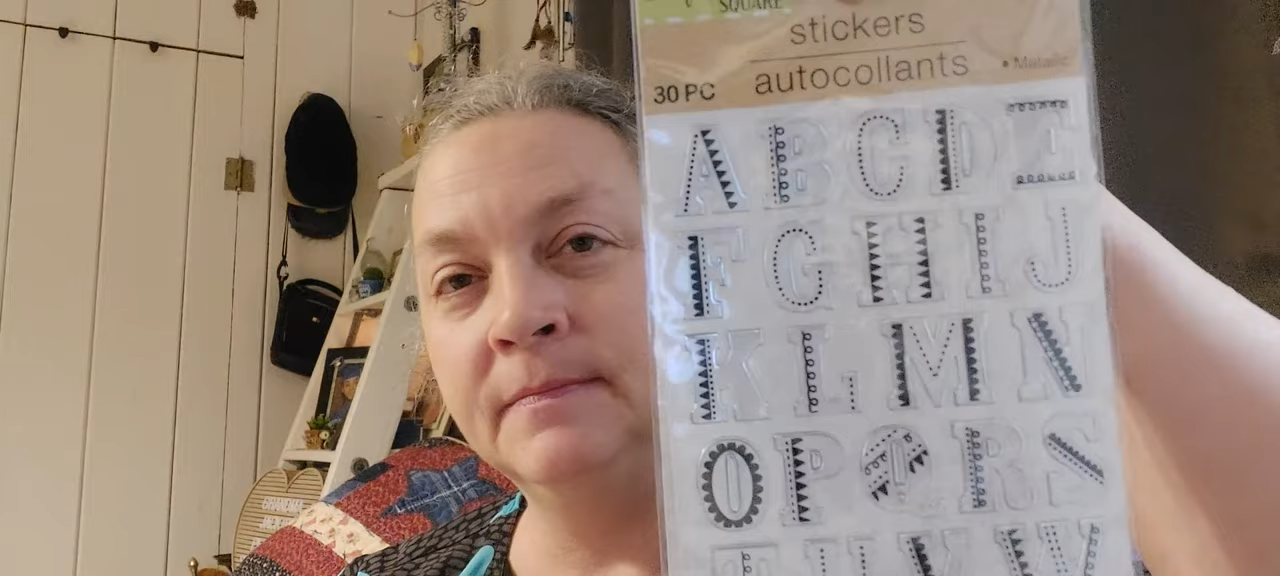 SQUARE
stickers
autocollants
30 PC
• Metallic
A B C D E
F G H I J
K L M N
O P Q R S
T U V W